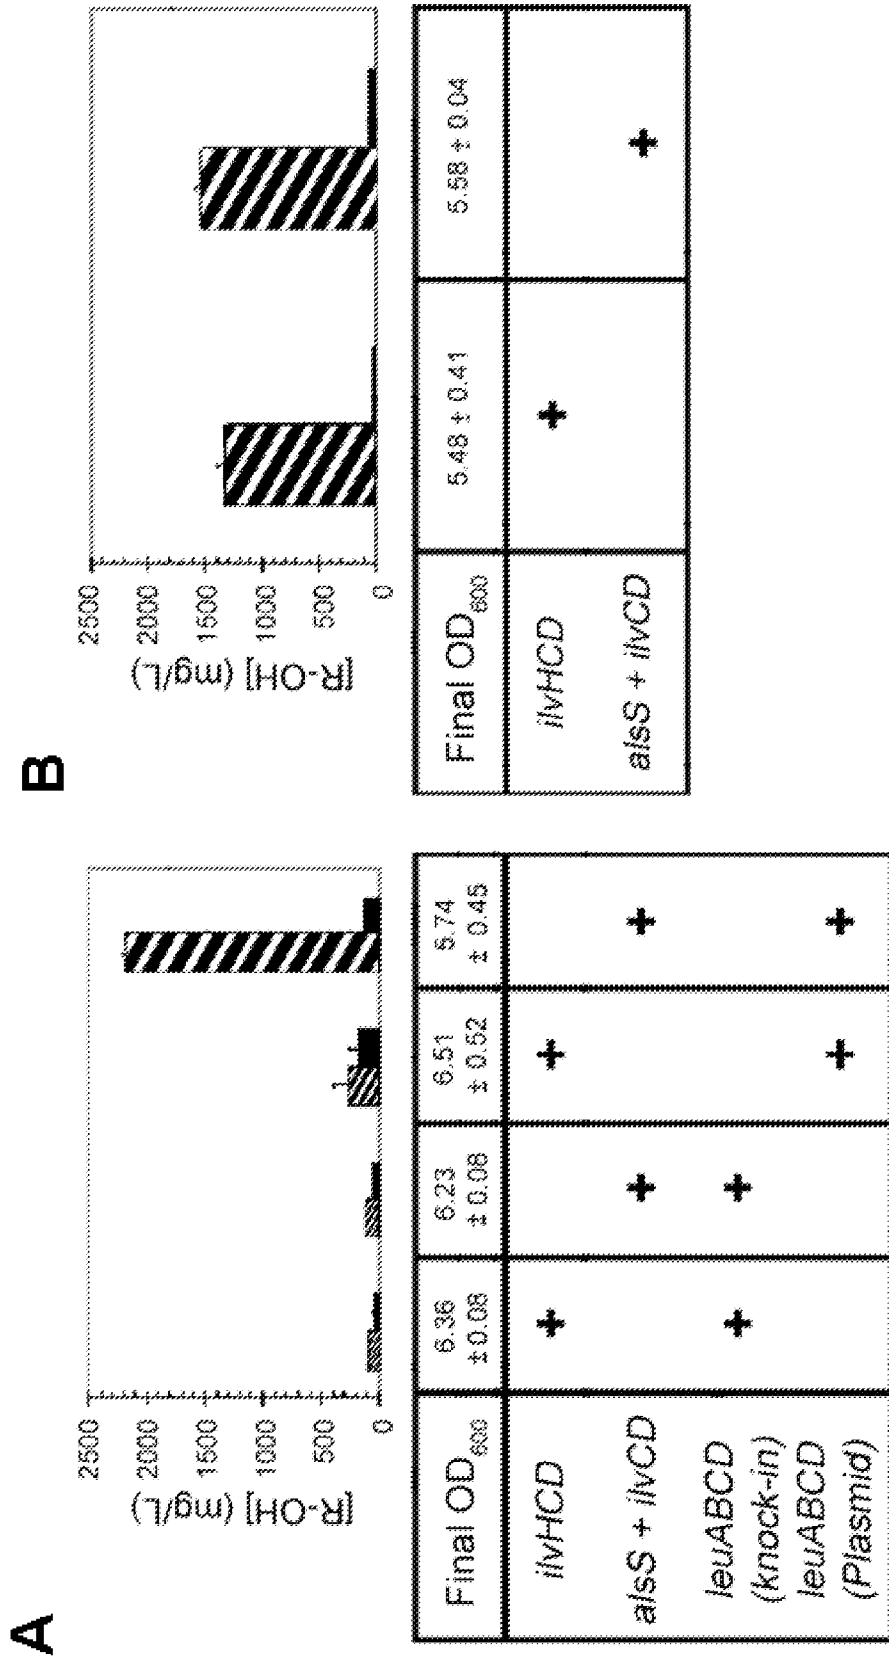 A
[R-OH] (mg/L)
2500
2000
1500
1000
500
0
Final OD600 6.36 ± 0.08 6.23 ± 0.08 6.51 ± 0.52 5.74 ± 0.45
ilvHCD + +
alsS + ilvCD + +
leuABCD (knock-in) + +
leuABCD (Plasmid) + +
B
[R-OH] (mg/L)
2500
2000
1500
1000
500
0
Final OD600 5.48 ± 0.41 5.58 ± 0.04
ilvHCD +
alsS + ilvCD +